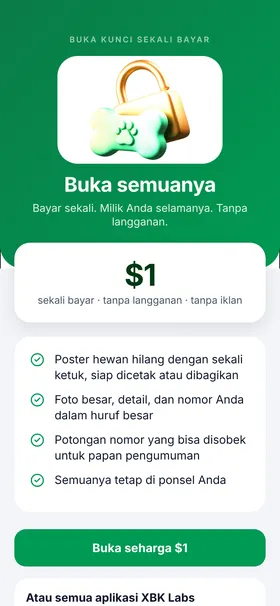 BUKA KUNCI SEKALI BAYAR
Buka semuanya
Bayar sekali. Milik Anda selamanya. Tanpa
langganan.
$1
sekali bayar · tanpa langganan · tanpa iklan
Poster hewan hilang dengan sekali
ketuk, siap dicetak atau dibagikan
Foto besar, detail, dan nomor Anda
dalam huruf besar
Potongan nomor yang bisa disobek
untuk papan pengumuman
Semuanya tetap di ponsel Anda
Buka seharga $1
Atau semua aplikasi XBK Labs